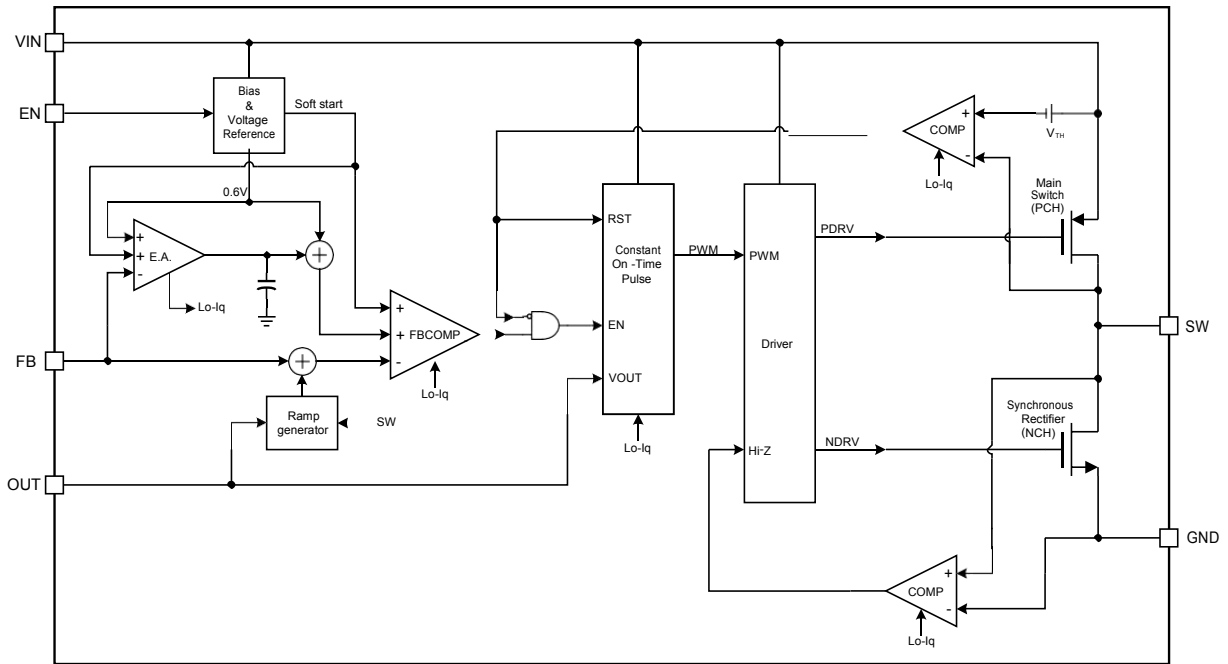 VIN
EN
Bias
&
Voltage
Reference
Soft start
0.6V
+
+ E.A.
-
Lo-Iq
+
+
+ FBCOMP
-
Lo-Iq
FB
+
Ramp
generator
SW
OUT
RST
Constant
On -Time
Pulse
EN
VOUT
Lo-Iq
PWM
PWM
Driver
Hi-Z
PDRV
NDRV
+
COMP
-
Lo-Iq
VTH
Main
Switch
(PCH)
SW
Synchronous
Rectifier
(NCH)
GND
+
COMP
-
Lo-Iq